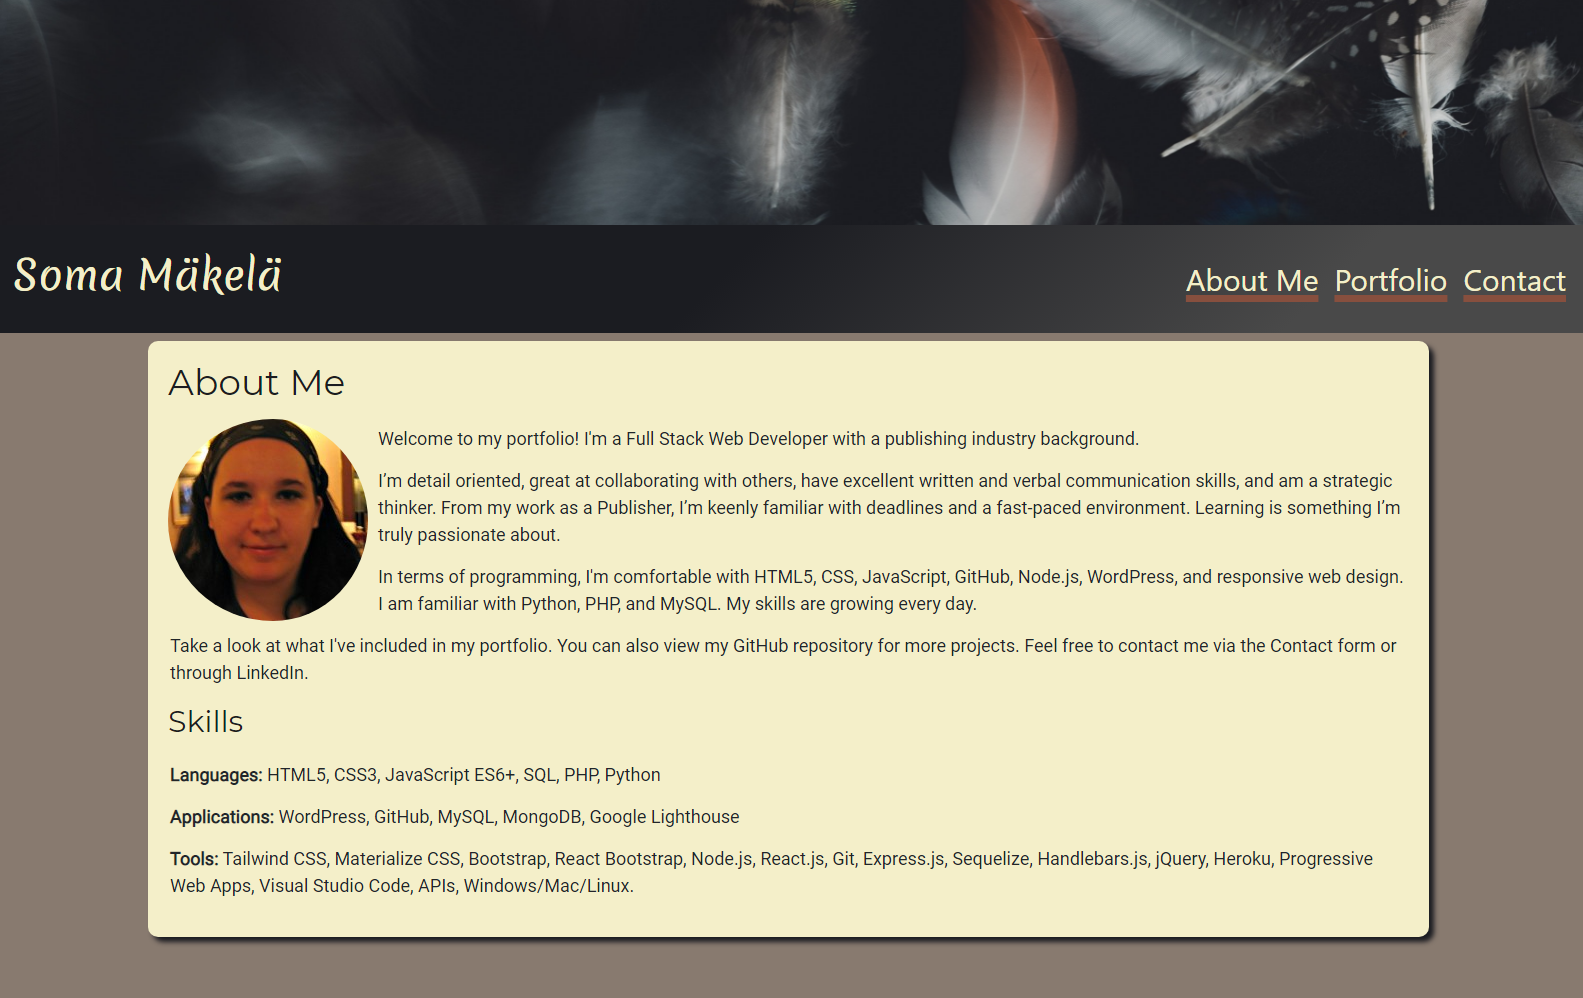 Soma Mäkelä
About Me Portfolio Contact
About Me
Welcome to my portfolio! I'm a Full Stack Web Developer with a publishing industry background.
I’m detail oriented, great at collaborating with others, have excellent written and verbal communication skills, and am a strategic
thinker. From my work as a Publisher, I’m keenly familiar with deadlines and a fast-paced environment. Learning is something I’m
truly passionate about.
In terms of programming, I'm comfortable with HTML5, CSS, JavaScript, GitHub, Node.js, WordPress, and responsive web design.
I am familiar with Python, PHP, and MySQL. My skills are growing every day.
Take a look at what I've included in my portfolio. You can also view my GitHub repository for more projects. Feel free to contact me via the Contact form or
through LinkedIn.
Skills
Languages: HTML5, CSS3, JavaScript ES6+, SQL, PHP, Python
Applications: WordPress, GitHub, MySQL, MongoDB, Google Lighthouse
Tools: Tailwind CSS, Materialize CSS, Bootstrap, React Bootstrap, Node.js, React.js, Git, Express.js, Sequelize, Handlebars.js, jQuery, Heroku, Progressive
Web Apps, Visual Studio Code, APIs, Windows/Mac/Linux.